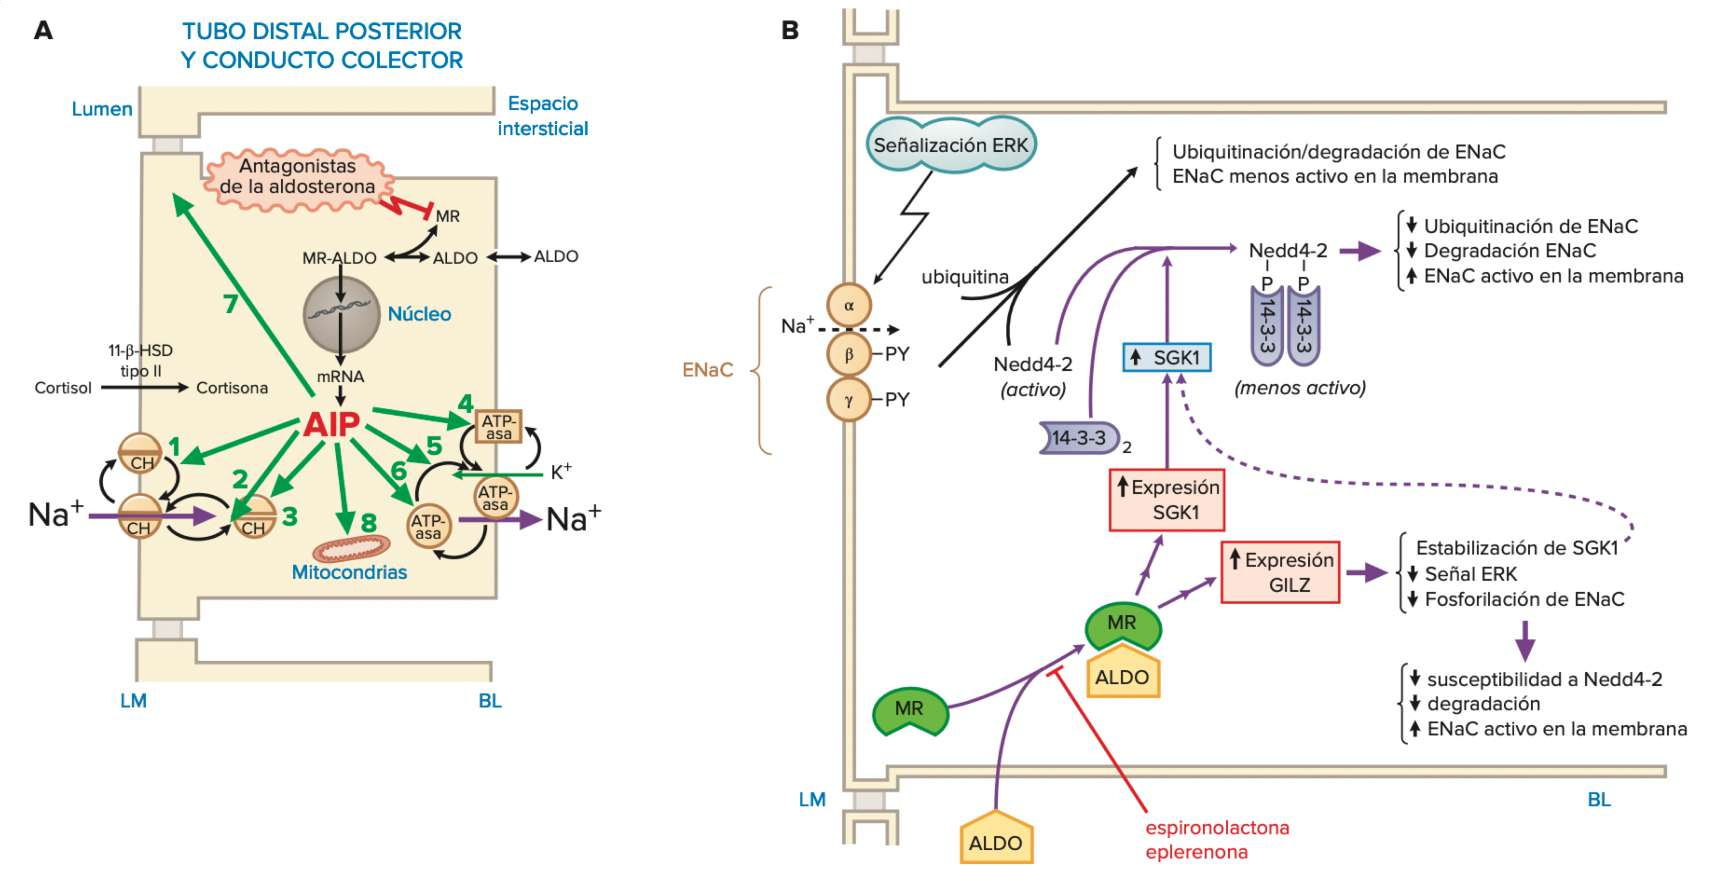 A
TUBO DISTAL POSTERIOR
Y CONDUCTO COLECTOR
Lumen
Espacio
intersticial
Antagonistas
de la aldosterona
MR
MR-ALDO
ALDO
ALDO
7
Núcleo
11-β-HSD
tipo II
Cortisol
Cortisona
mRNA
AIP
4
ATP-
asa
1
CH
5
2
6
K⁺
ATP-
asa
Na⁺
CH
CH
3
ATP-
asa
Na⁺
8
Mitocondrias
LM
BL
B
Señalización ERK
Ubiquitinación/degradación de ENaC
ENaC menos activo en la membrana
Ubiquitinación de ENaC
Degradación ENaC
ENaC activo en la membrana
Nedd4-2
P
P
14-3-3
14-3-3
(menos activo)
ubiquitina
α
Na⁺
β
PY
γ
PY
ENaC
Nedd4-2
(activo)
SGK1
14-3-3 2
Expresión
SGK1
Expresión
GILZ
Estabilización de SGK1
Señal ERK
Fosforilación de ENaC
MR
ALDO
MR
susceptibilidad a Nedd4-2
degradación
ENaC activo en la membrana
LM
BL
ALDO
espironolactona
eplerenona